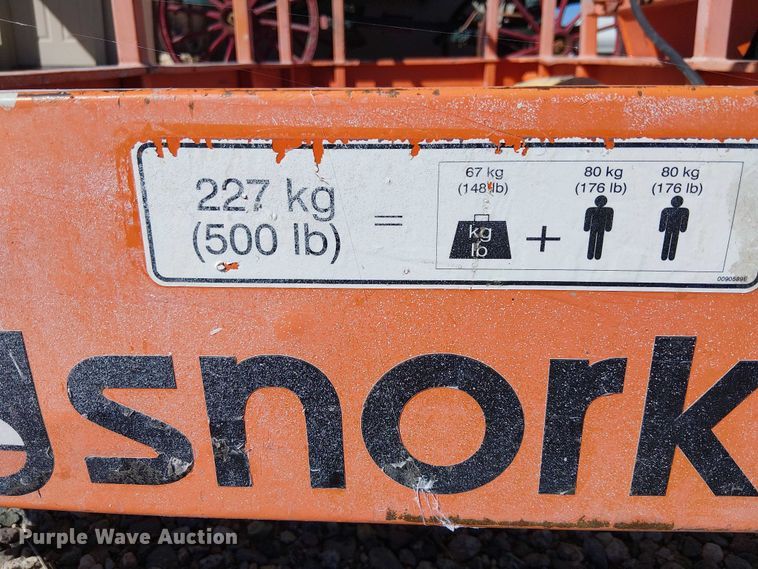 227 kg
(500 lb)
=
67 kg
(148 lb)
kg
lb
+
80 kg
(176 lb)
80 kg
(176 lb)
0090589E
snork
Purple Wave Auction